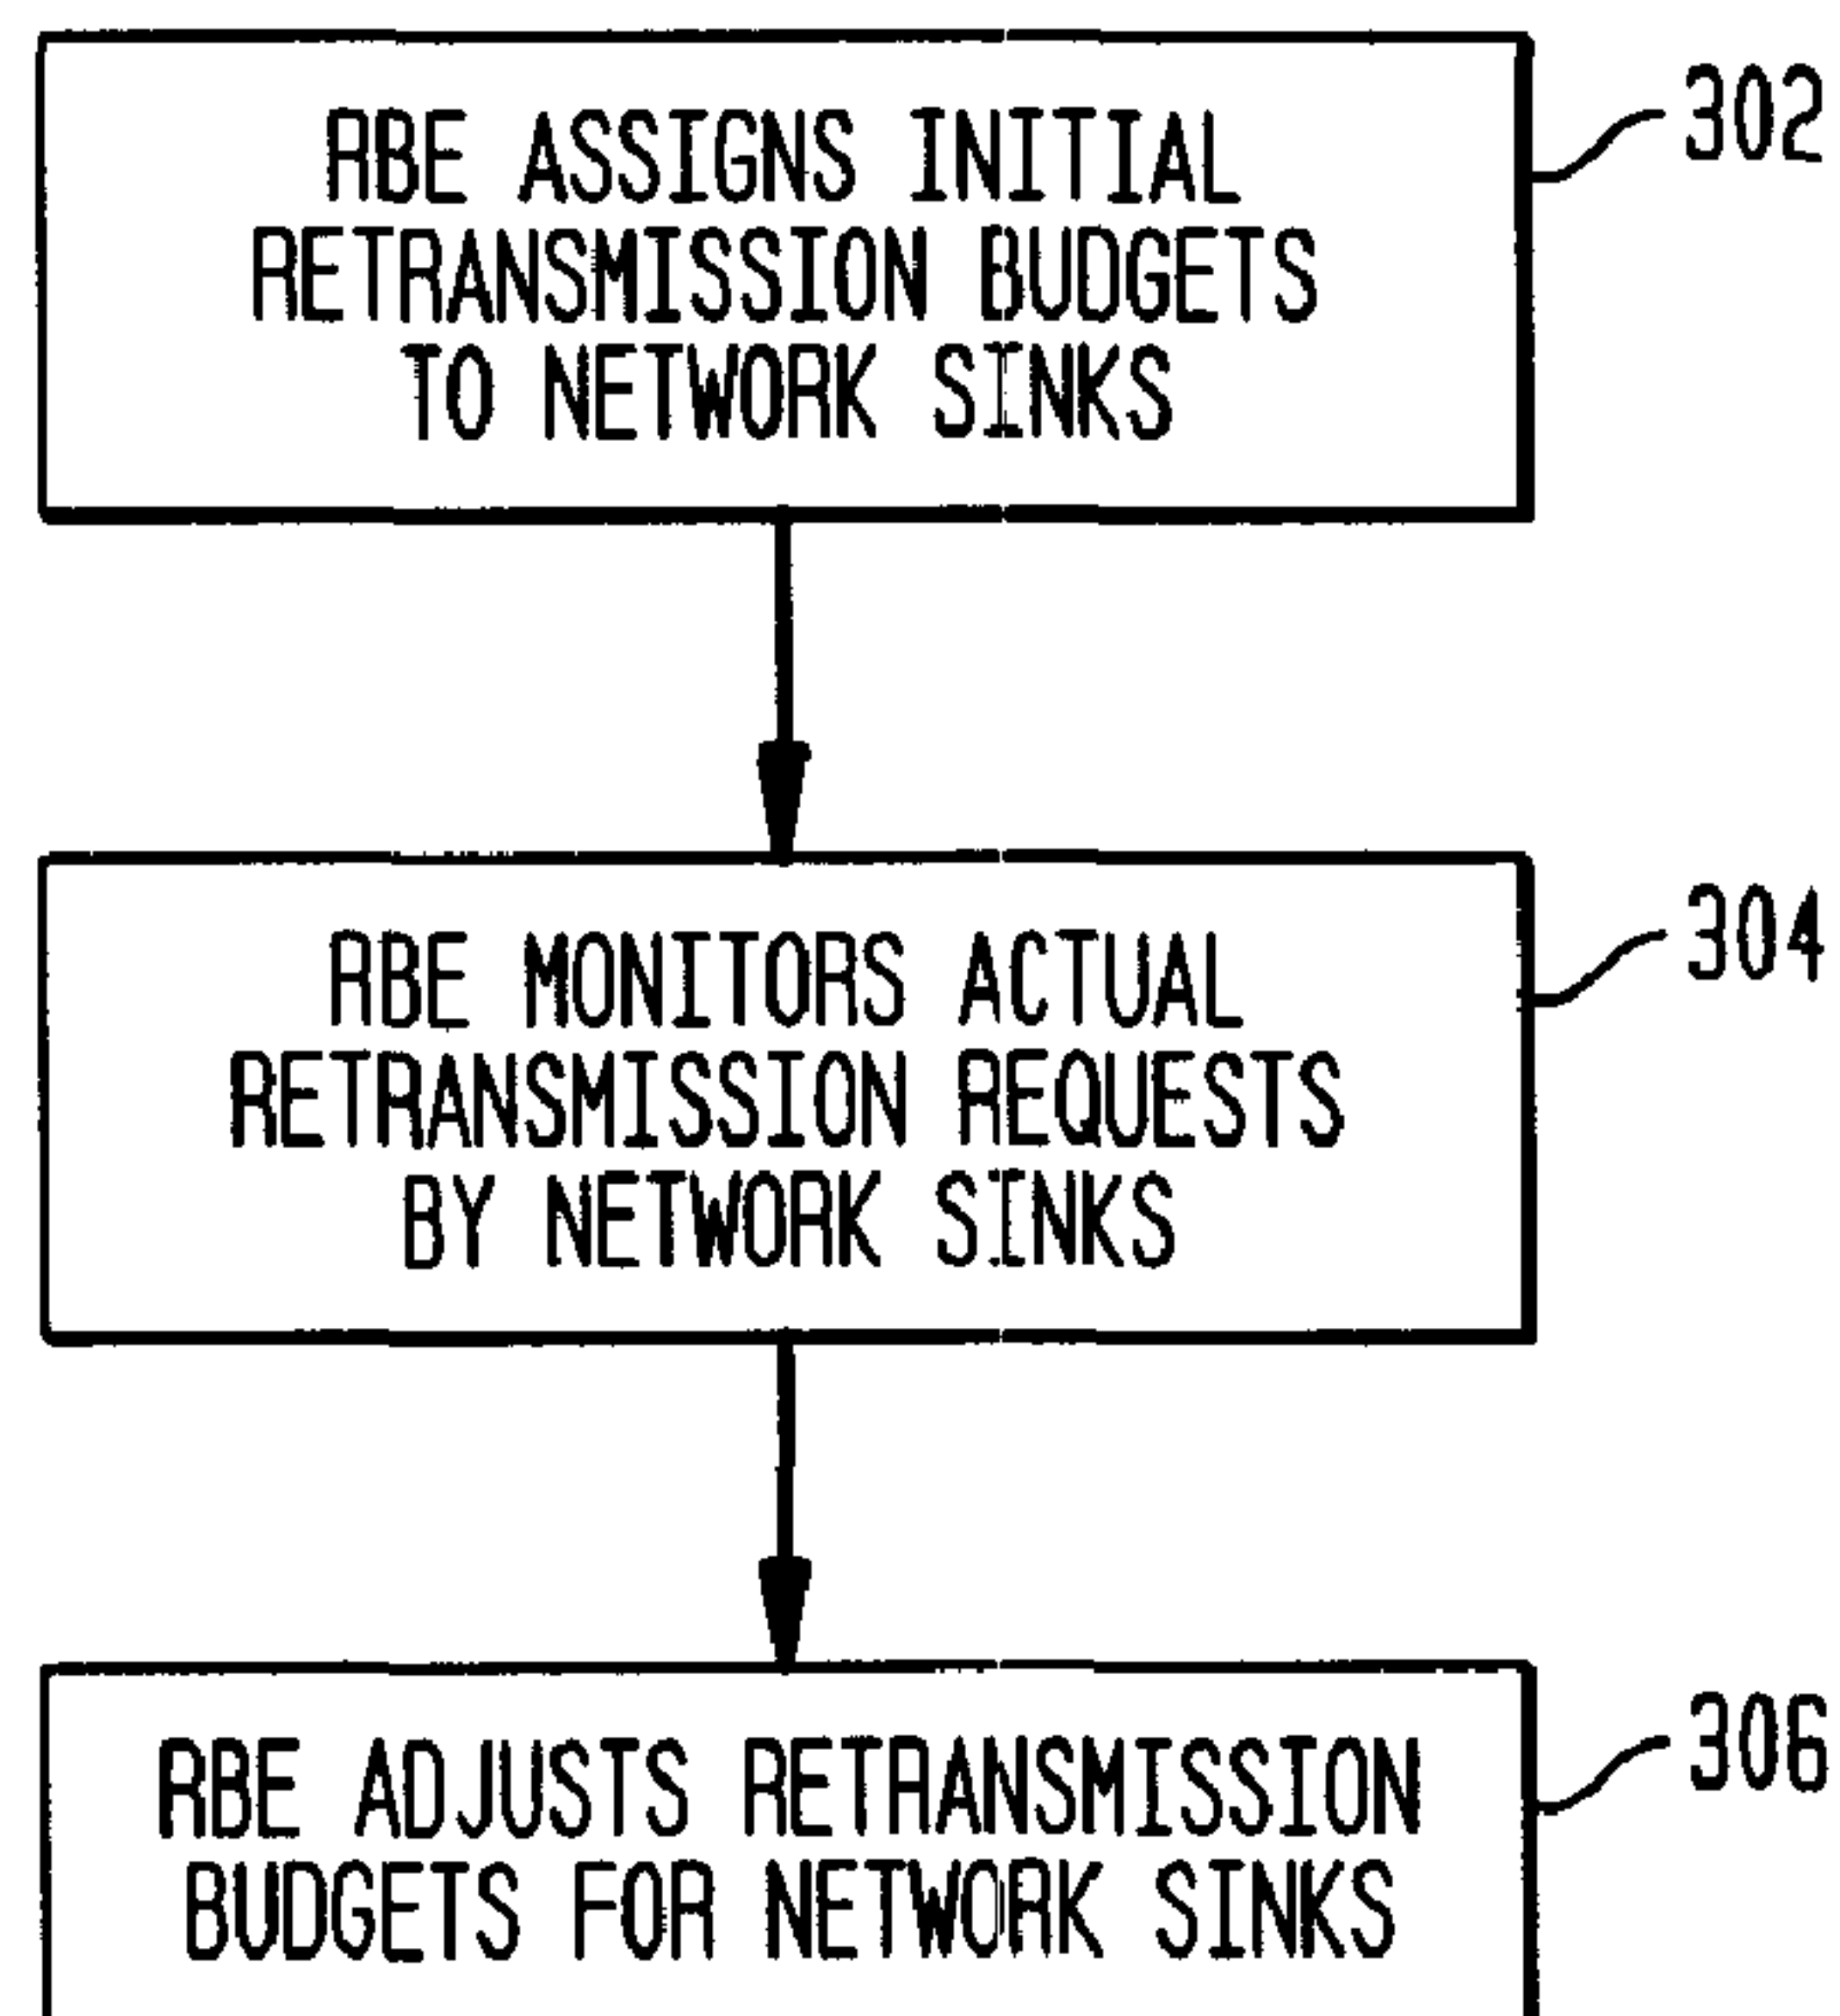 RBE ASSIGNS INITIAL
RETRANSMISSION BUDGETS
TO NETWORK SINKS
302
RBE MONITORS ACTUAL
RETRANSMISSION REQUESTS
BY NETWORK SINKS
304
RBE ADJUSTS RETRANSMISSION
BUDGETS FOR NETWORK SINKS
306